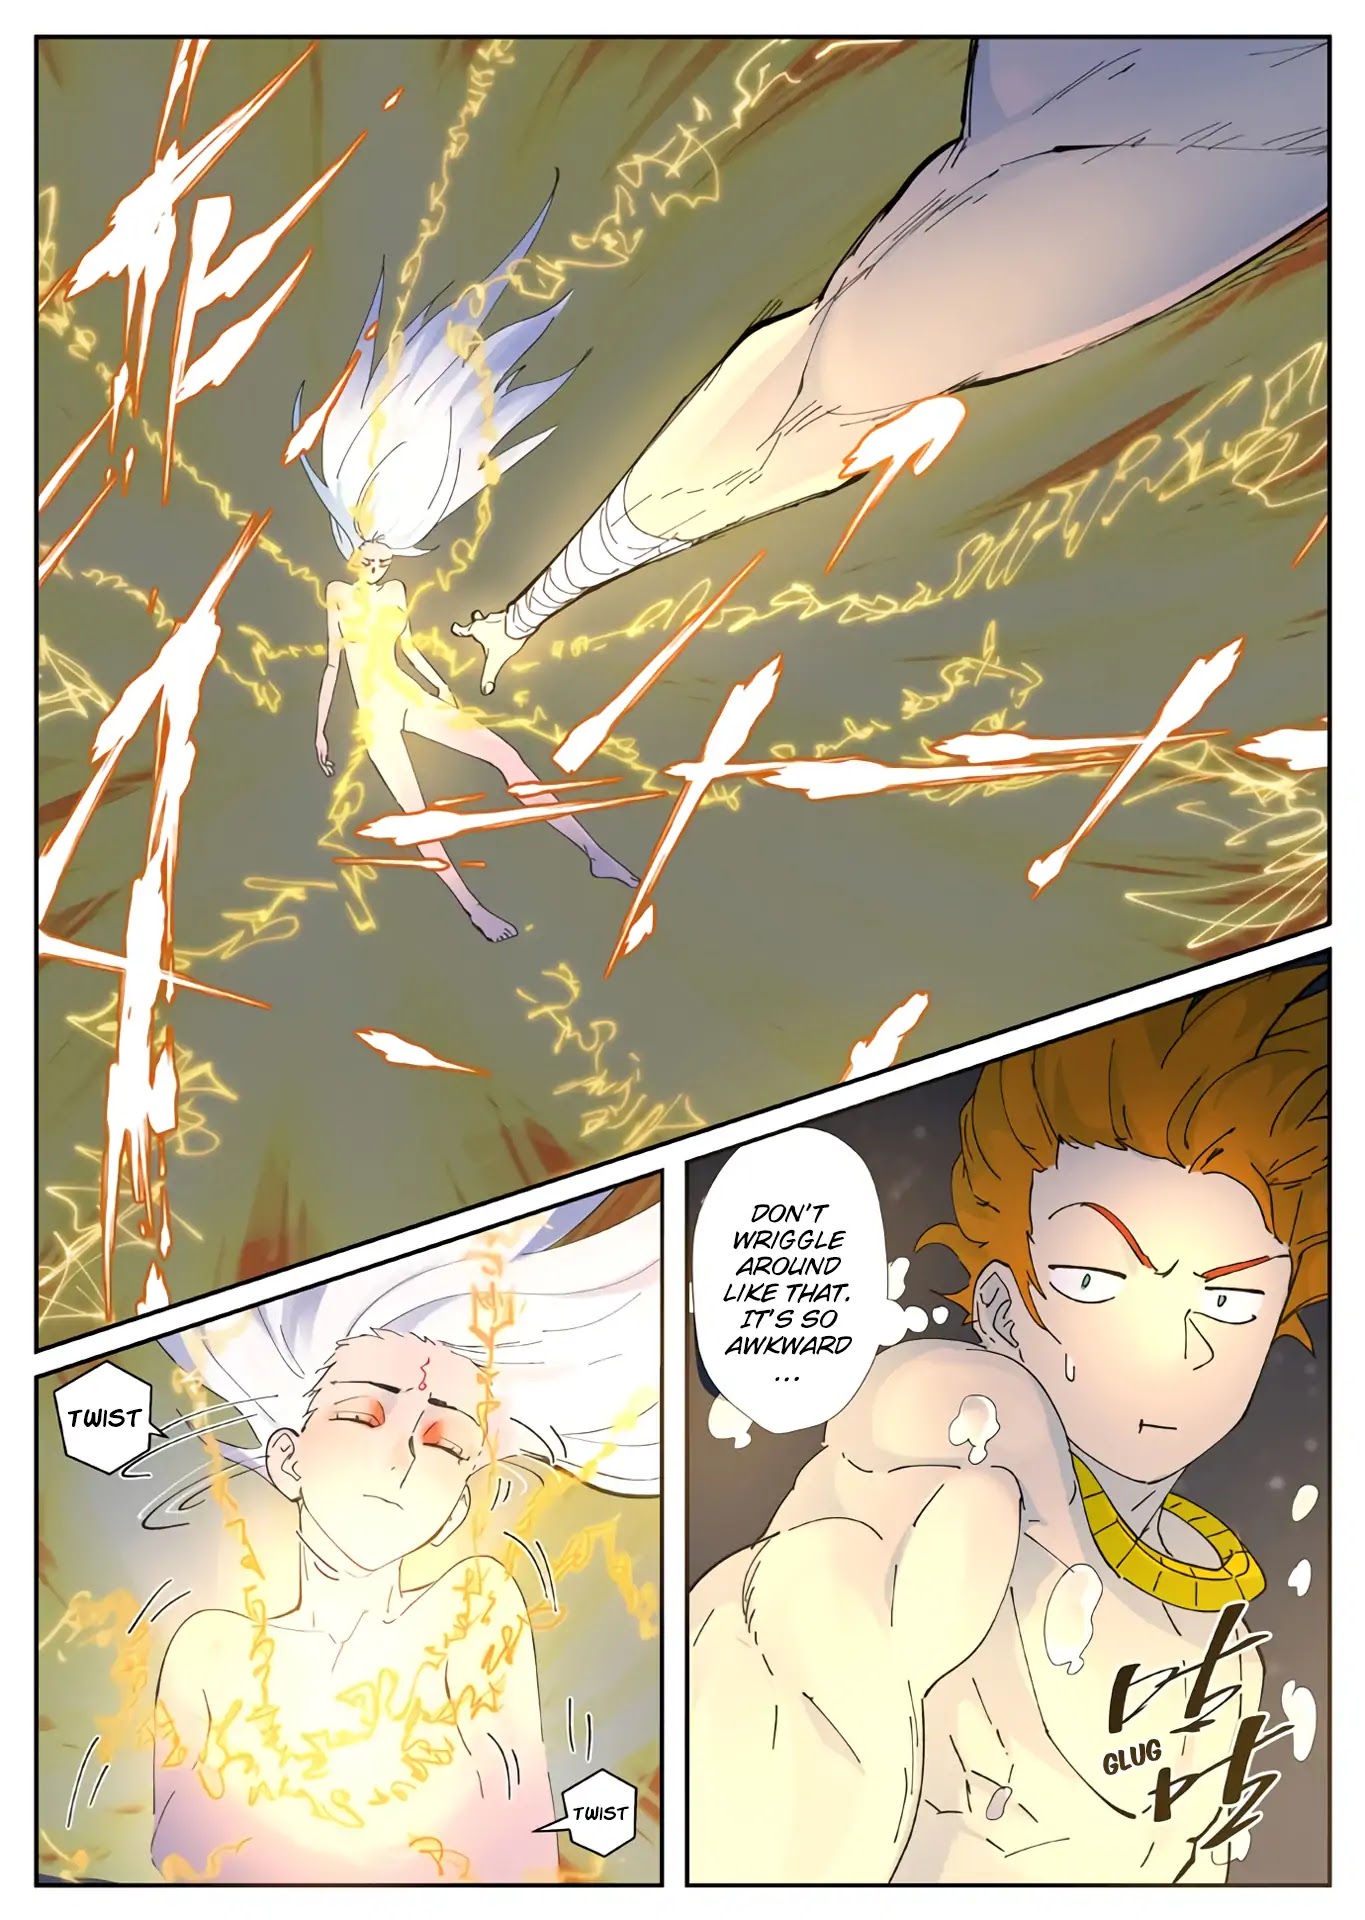 DON'T
WRIGGLE
AROUND
LIKE THAT.
IT'S SO
AWKWARD
...
TWIST
TWIST
GLUG